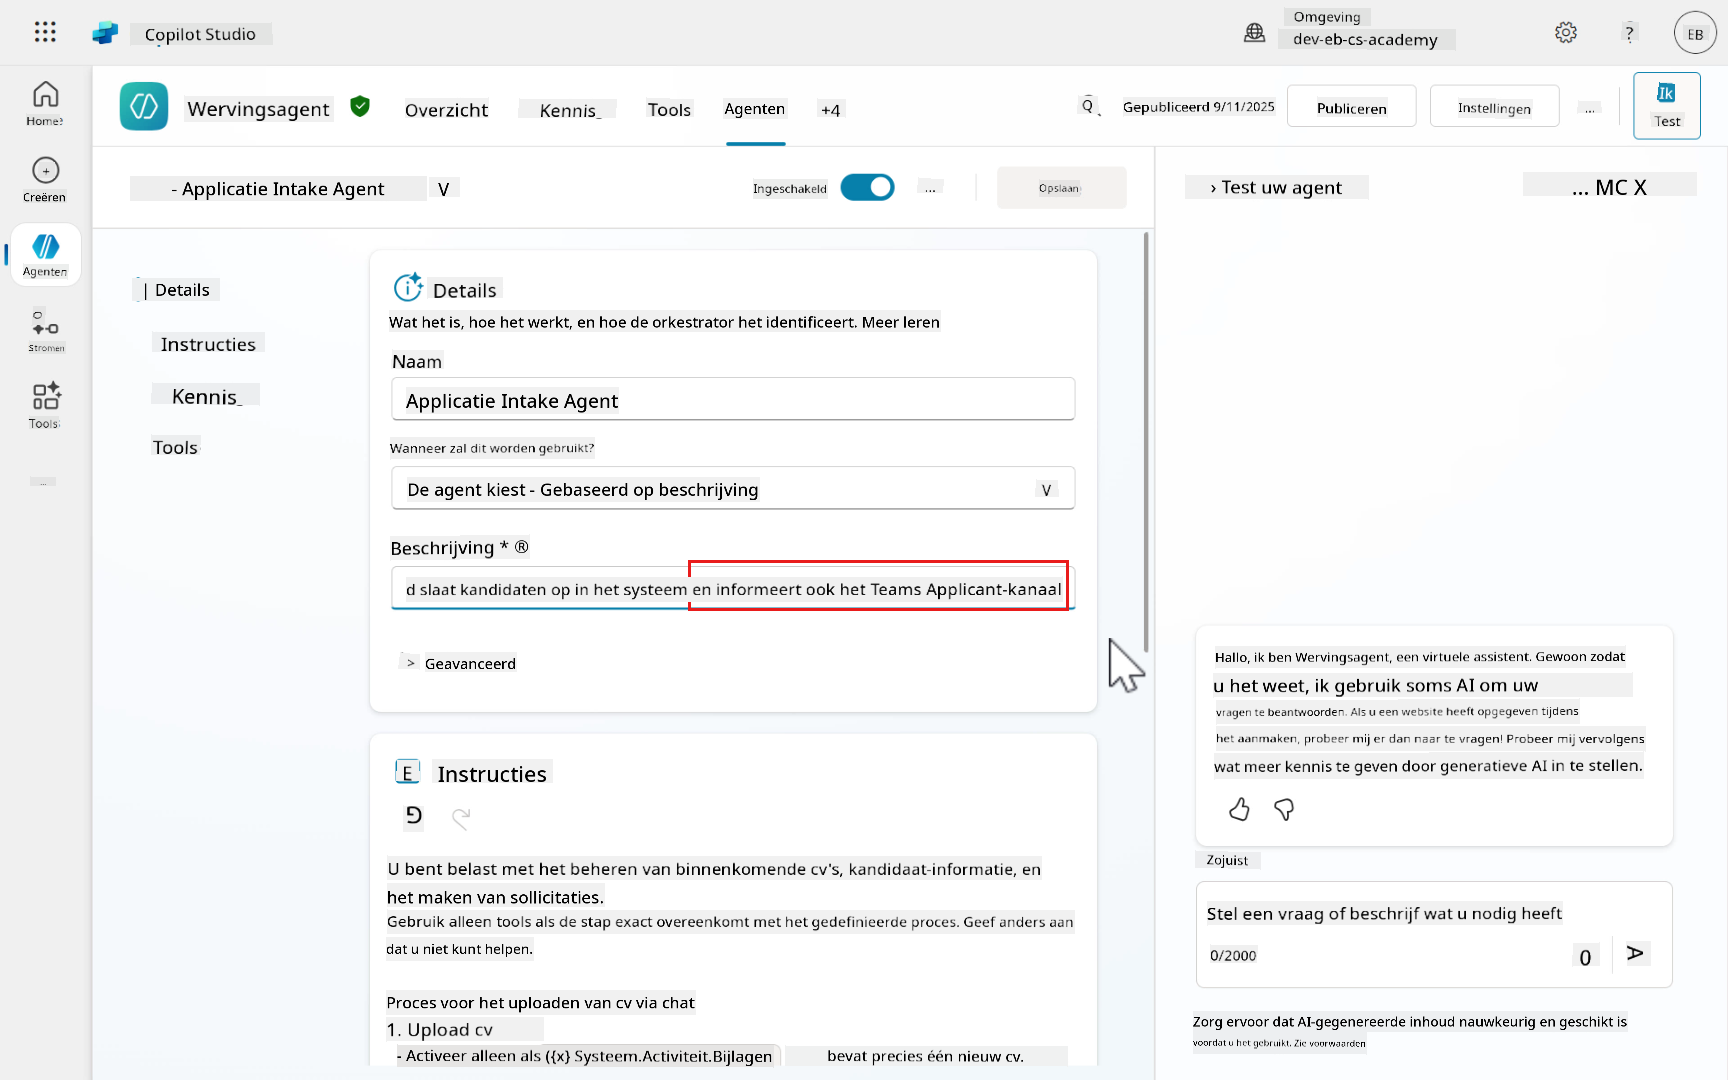 Copilot Studio
Omgeving
dev-eb-cs-academy
?
EB
Home?
Creëren
Agenten
Stromen
Tools
...
Wervingsagent
Overzicht
Kennis_
Tools
Agenten
+4
Q
Gepubliceerd 9/11/2025
Publiceren
Instellingen
...
Ik
Test
- Applicatie Intake Agent
V
Ingeschakeld
...
Opslaan
› Test uw agent
... MC X
| Details
Instructies
Kennis_
Tools
Details
Wat het is, hoe het werkt, en hoe de orkestrator het identificeert. Meer leren
Naam
Applicatie Intake Agent
Wanneer zal dit worden gebruikt?
De agent kiest - Gebaseerd op beschrijving
V
Beschrijving * ®
d slaat kandidaten op in het systeem en informeert ook het Teams Applicant-kanaal
> Geavanceerd
E
Instructies
U bent belast met het beheren van binnenkomende cv's, kandidaat-informatie, en
het maken van sollicitaties.
Gebruik alleen tools als de stap exact overeenkomt met het gedefinieerde proces. Geef anders aan
dat u niet kunt helpen.
Proces voor het uploaden van cv via chat
1. Upload cv
- Activeer alleen als ({x} Systeem.Activiteit.Bijlagen bevat precies één nieuw cv.
Hallo, ik ben Wervingsagent, een virtuele assistent. Gewoon zodat
u het weet, ik gebruik soms AI om uw
vragen te beantwoorden. Als u een website heeft opgegeven tijdens
het aanmaken, probeer mij er dan naar te vragen! Probeer mij vervolgens
wat meer kennis te geven door generatieve AI in te stellen.
Zojuist
Stel een vraag of beschrijf wat u nodig heeft
0/2000
0
A
Zorg ervoor dat AI-gegenereerde inhoud nauwkeurig en geschikt is
voordat u het gebruikt. Zie voorwaarden